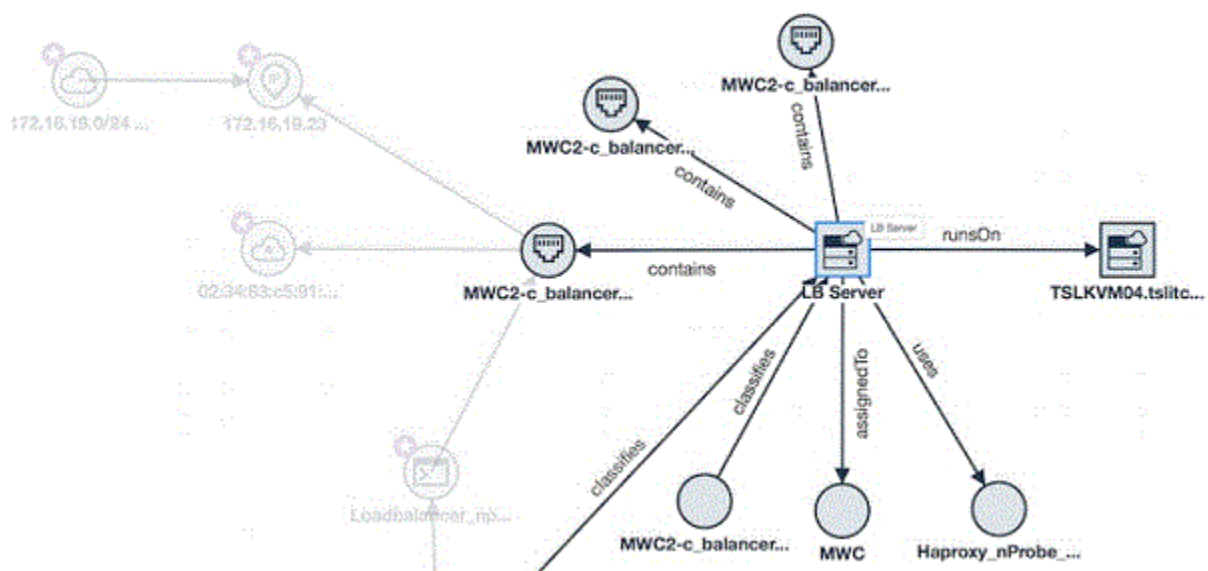 MWC2-c_balancer...
MWC2-c_balancer...
contains
contains
172.16.19.0/24 ...
172.16.19.23
LB Server
runsOn
contains
MWC2-c_balancer...
LB Server
TSLKVM04.tslitc...
02:34:63:c5:91:...
uses
classifies
assignedTo
classifies
Loadbalancer_np...
MWC2-c_balancer...
MWC
Haproxy_nProbe_...